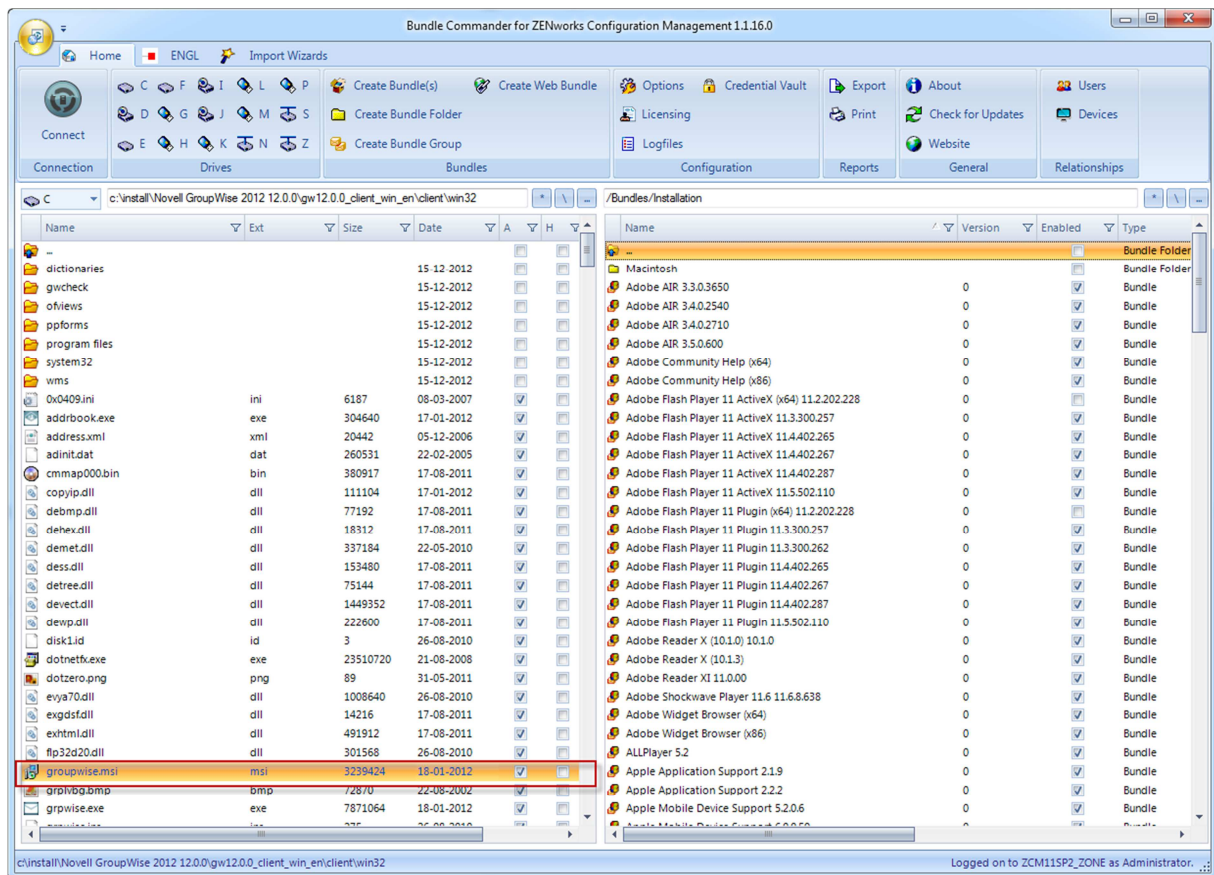 Bundle Commander for ZENworks Configuration Management 1.1.16.0
Home ENGL Import Wizards
C F I L P Create Bundle(s) Create Web Bundle Options Credential Vault Export About Users
D G J M S Create Bundle Folder Licensing Print Check for Updates Devices
Connect
E H K N Z Create Bundle Group Logfiles Website
Connection Drives Bundles Configuration Reports General Relationships
C c:\install\Novell GroupWise 2012 12.0.0\gw12.0.0_client_win_en\client\win32 * \ ... /Bundles/Installation * \ ...
Name Ext Size Date A H Name Version Enabled Type
... ... Bundle Folder
dictionaries 15-12-2012 Macintosh Bundle Folder
gwcheck 15-12-2012 Adobe AIR 3.3.0.3650 0 Bundle
ofviews 15-12-2012 Adobe AIR 3.4.0.2540 0 Bundle
ppforms 15-12-2012 Adobe AIR 3.4.0.2710 0 Bundle
program files 15-12-2012 Adobe AIR 3.5.0.600 0 Bundle
system32 15-12-2012 Adobe Community Help (x64) 0 Bundle
wms 15-12-2012 Adobe Community Help (x86) 0 Bundle
0x0409.ini ini 6187 08-03-2007 Adobe Flash Player 11 ActiveX (x64) 11.2.202.228 0 Bundle
addrbook.exe exe 304640 17-01-2012 Adobe Flash Player 11 ActiveX 11.3.300.257 0 Bundle
address.xml xml 20442 05-12-2006 Adobe Flash Player 11 ActiveX 11.4.402.265 0 Bundle
adinit.dat dat 260531 22-02-2005 Adobe Flash Player 11 ActiveX 11.4.402.267 0 Bundle
cmmap000.bin bin 380917 17-08-2011 Adobe Flash Player 11 ActiveX 11.4.402.287 0 Bundle
copyip.dll dll 111104 17-01-2012 Adobe Flash Player 11 ActiveX 11.5.502.110 0 Bundle
debmp.dll dll 77192 17-08-2011 Adobe Flash Player 11 Plugin (x64) 11.2.202.228 0 Bundle
dehex.dll dll 18312 17-08-2011 Adobe Flash Player 11 Plugin 11.3.300.257 0 Bundle
demet.dll dll 337184 22-05-2010 Adobe Flash Player 11 Plugin 11.3.300.262 0 Bundle
dess.dll dll 153480 17-08-2011 Adobe Flash Player 11 Plugin 11.4.402.265 0 Bundle
detree.dll dll 75144 17-08-2011 Adobe Flash Player 11 Plugin 11.4.402.267 0 Bundle
devect.dll dll 1449352 17-08-2011 Adobe Flash Player 11 Plugin 11.4.402.287 0 Bundle
dewp.dll dll 222600 17-08-2011 Adobe Flash Player 11 Plugin 11.5.502.110 0 Bundle
disk1.id id 3 26-08-2010 Adobe Reader X (10.1.0) 10.1.0 0 Bundle
dotnetfx.exe exe 23510720 21-08-2008 Adobe Reader X (10.1.3) 0 Bundle
dotzero.png png 89 31-05-2011 Adobe Reader XI 11.0.00 0 Bundle
evya70.dll dll 1008640 26-08-2010 Adobe Shockwave Player 11.6 11.6.8.638 0 Bundle
exgdsf.dll dll 14216 17-08-2011 Adobe Widget Browser (x64) 0 Bundle
exhtml.dll dll 491912 17-08-2011 Adobe Widget Browser (x86) 0 Bundle
flp32d20.dll dll 301568 26-08-2010 ALLPlayer 5.2 0 Bundle
groupwise.msi msi 3239424 18-01-2012 Apple Application Support 2.1.9 0 Bundle
grplvbg.bmp bmp 72870 22-08-2002 Apple Application Support 2.2.2 0 Bundle
grpwise.exe exe 7871064 18-01-2012 Apple Mobile Device Support 5.2.0.6 0 Bundle
c:\install\Novell GroupWise 2012 12.0.0\gw12.0.0_client_win_en\client\win32 Logged on to ZCM11SP2_ZONE as Administrator.